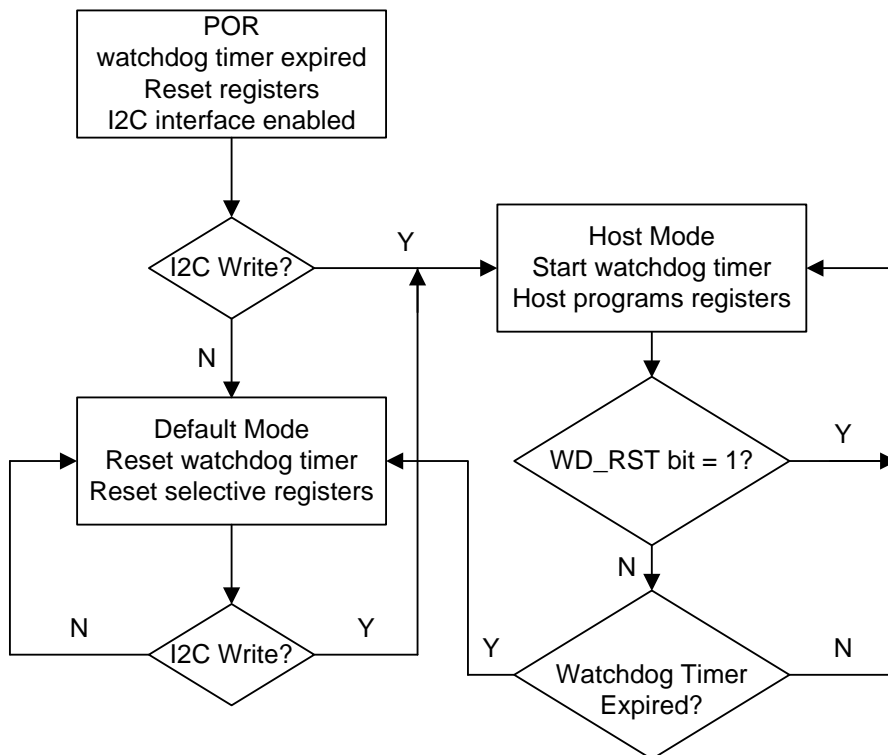 POR
watchdog timer expired
Reset registers
I2C interface enabled
I2C Write?
Y
N
Host Mode
Start watchdog timer
Host programs registers
Default Mode
Reset watchdog timer
Reset selective registers
WD_RST bit = 1?
Y
N
I2C Write?
N
Y
Watchdog Timer
Expired?
Y
N